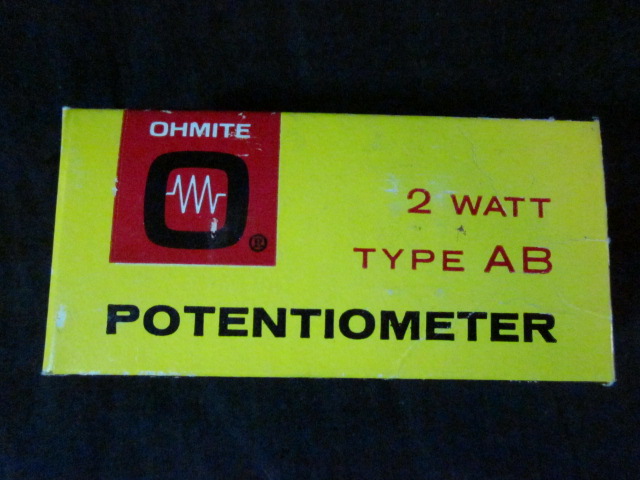 OHMITE
®
2 WATT
TYPE AB
POTENTIOMETER